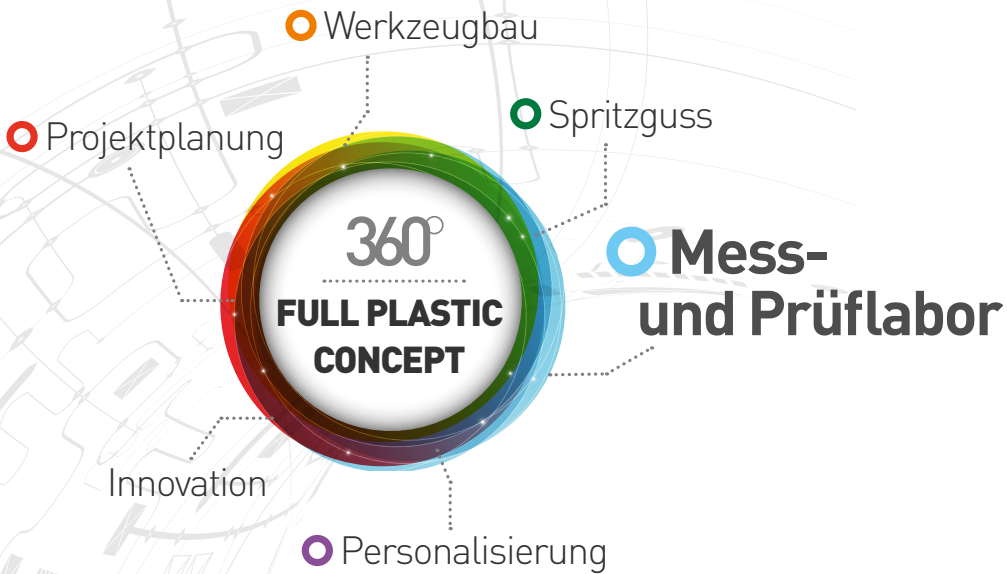 Werkzeugbau
Spritzguss
Projektplanung
360°
FULL PLASTIC
CONCEPT
Mess-
und Prüflabor
Innovation
Personalisierung